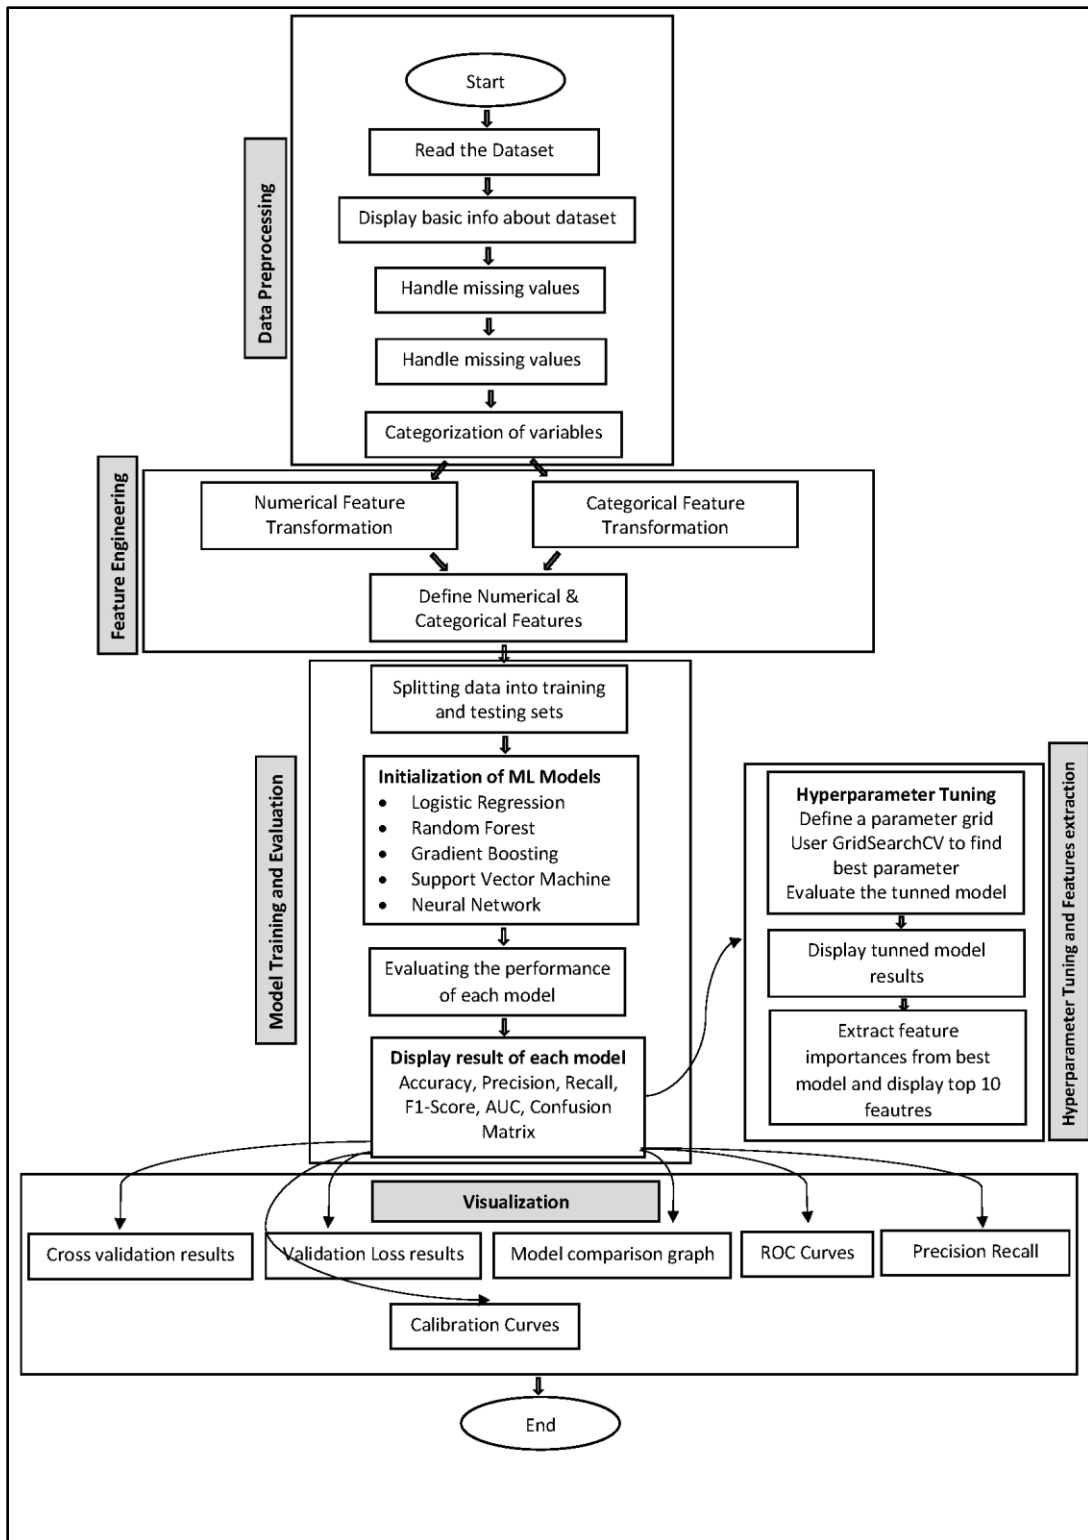 Start
Data Preprocessing
Read the Dataset
Display basic info about dataset
Handle missing values
Handle missing values
Categorization of variables
Feature Engineering
Numerical Feature
Transformation
Categorical Feature
Transformation
Define Numerical &
Categorical Features
Model Training and Evaluation
Splitting data into training
and testing sets
Initialization of ML Models
• Logistic Regression
• Random Forest
• Gradient Boosting
• Support Vector Machine
• Neural Network
Evaluating the performance
of each model
Display result of each model
Accuracy, Precision, Recall,
F1-Score, AUC, Confusion
Matrix
Hyperparameter Tuning and Features extraction
Hyperparameter Tuning
Define a parameter grid
User GridSearchCV to find
best parameter
Evaluate the tunned model
Display tunned model
results
Extract feature
importances from best
model and display top 10
feautres
Visualization
Cross validation results
Validation Loss results
Model comparison graph
ROC Curves
Precision Recall
Calibration Curves
End